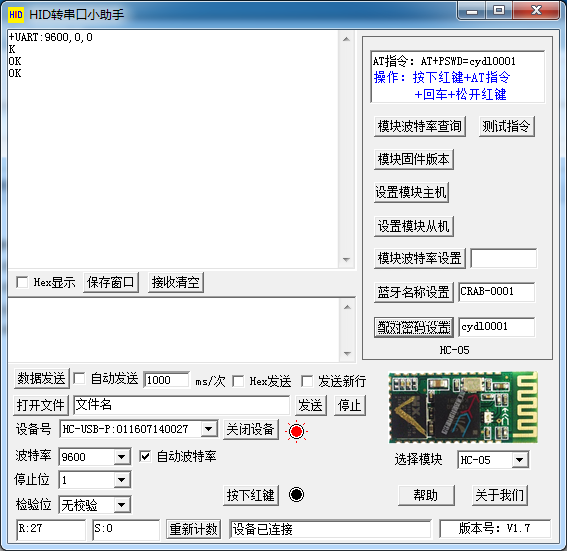 HID HID转串口小助手
+UART:9600,0,0
K
OK
OK
AT指令: AT+PSWD=cyd10001
操作: 按下红键+AT指令
+回车+松开红键
模块波特率查询 测试指令
模块固件版本
设置模块主机
设置模块从机
模块波特率设置
蓝牙名称设置 CRAB-0001
配对密码设置 cyd10001
HC-05
Hex显示 保存窗口 接收清空
数据发送 自动发送 1000 ms/次 Hex发送 发送新行
打开文件 文件名 发送 停止
设备号 HC-USB-P:011607140027 关闭设备
波特率 9600 自动波特率
停止位 1
检验位 无校验 按下红键
选择模块 HC-05
帮助 关于我们
R:27 S:0 重新计数 设备已连接 版本号: V1.7